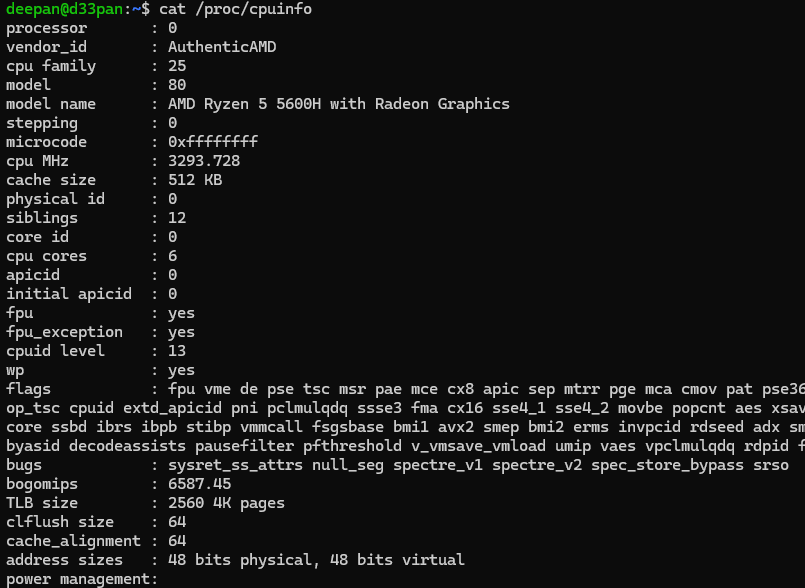 deepan@d33pan:~$ cat /proc/cpuinfo
processor       : 0
vendor_id       : AuthenticAMD
cpu family      : 25
model           : 80
model name      : AMD Ryzen 5 5600H with Radeon Graphics
stepping        : 0
microcode       : 0xffffffff
cpu MHz         : 3293.728
cache size      : 512 KB
physical id     : 0
siblings        : 12
core id         : 0
cpu cores       : 6
apicid          : 0
initial apicid  : 0
fpu             : yes
fpu_exception   : yes
cpuid level     : 13
wp              : yes
flags           : fpu vme de pse tsc msr pae mce cx8 apic sep mtrr pge mca cmov pat pse36
op_tsc cpuid extd_apicid pni pclmulqdq ssse3 fma cx16 sse4_1 sse4_2 movbe popcnt aes xsav
core ssbd ibrs ibpb stibp vmmcall fsgsbase bmi1 avx2 smep bmi2 erms invpcid rdseed adx sm
byasid decodeassists pausefilter pfthreshold v_vmsave_vmload umip vaes vpclmulqdq rdpid f
bugs            : sysret_ss_attrs null_seg spectre_v1 spectre_v2 spec_store_bypass srso
bogomips        : 6587.45
TLB size        : 2560 4K pages
clflush size    : 64
cache_alignment : 64
address sizes   : 48 bits physical, 48 bits virtual
power management: